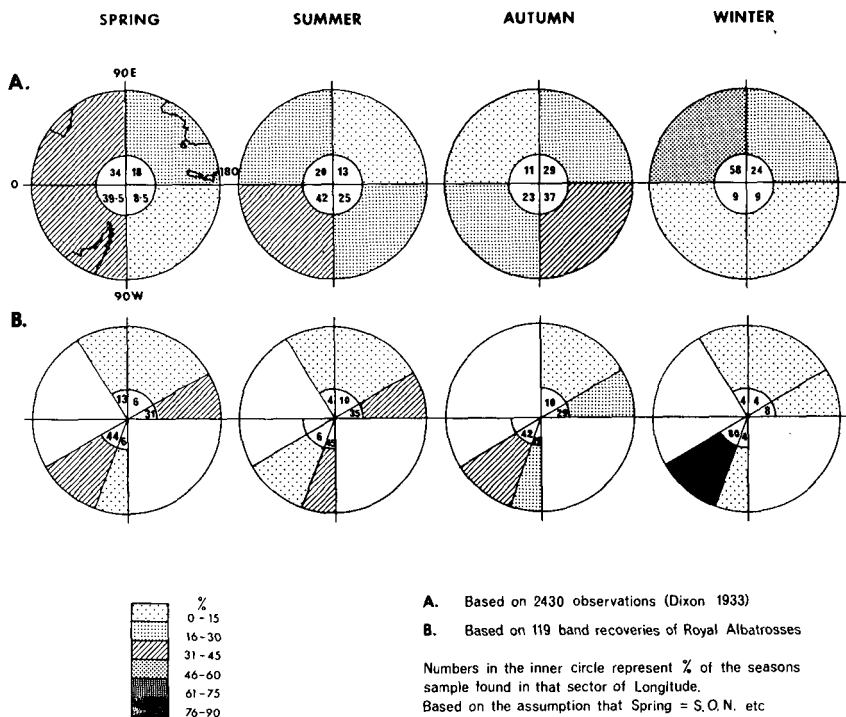 SPRING SUMMER AUTUMN WINTER
90E
A.
0
180
34 18
39·5 8·5
20 13
42 25
11 29
23 37
58 24
9 9
90W
B.
13 6
31
44 6
4 10
35
6 45
10
29
42
4 4
8
80 4
%
0-15
16-30
31-45
46-60
61-75
76-90
A. Based on 2430 observations (Dixon 1933)
B. Based on 119 band recoveries of Royal Albatrosses
Numbers in the inner circle represent % of the seasons
sample found in that sector of Longitude.
Based on the assumption that Spring = S.O.N. etc